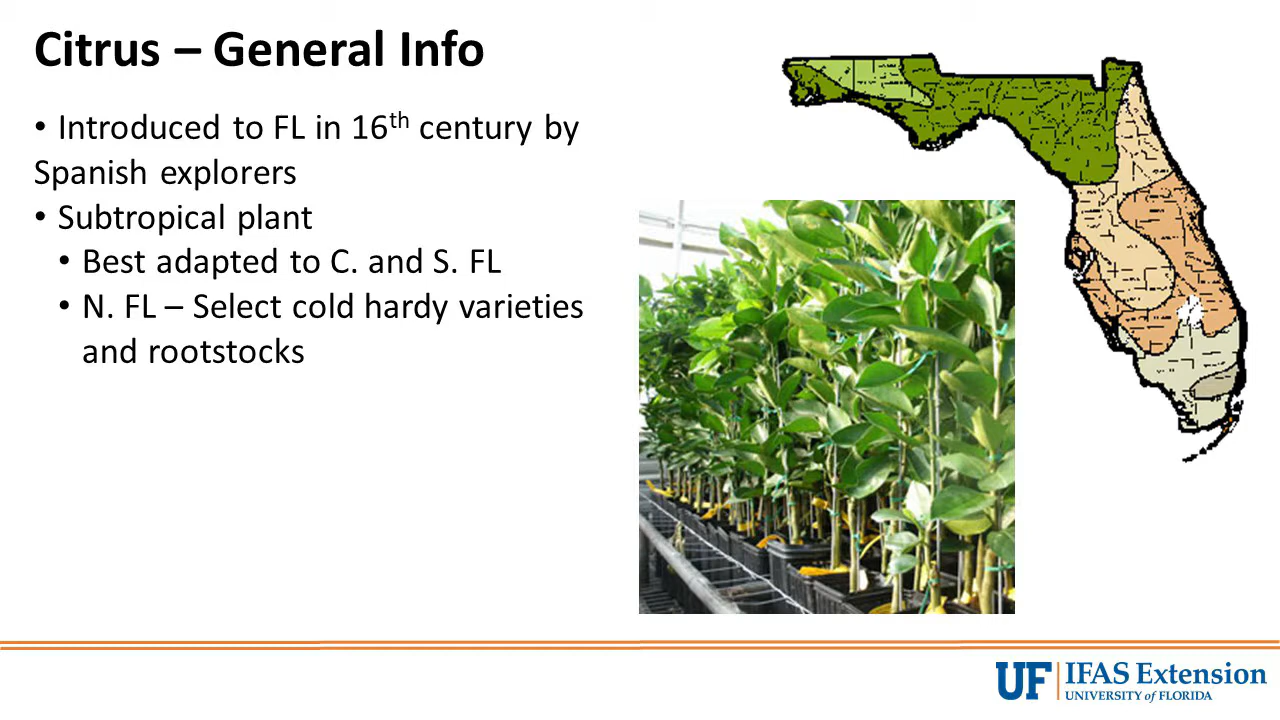 Citrus – General Info
• Introduced to FL in 16th century by
Spanish explorers
• Subtropical plant
• Best adapted to C. and S. FL
• N. FL – Select cold hardy varieties
and rootstocks
UF IFAS Extension
UNIVERSITY of FLORIDA